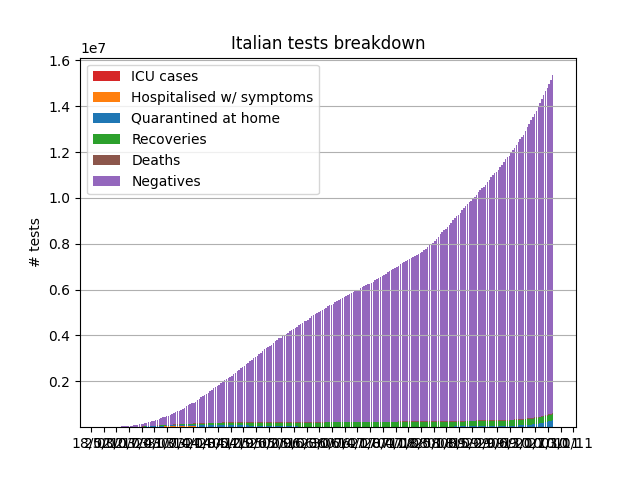 Italian tests breakdown
1e7
1.6
1.4
1.2
1.0
0.8
0.6
0.4
0.2
# tests
ICU cases
Hospitalised w/ symptoms
Quarantined at home
Recoveries
Deaths
Negatives